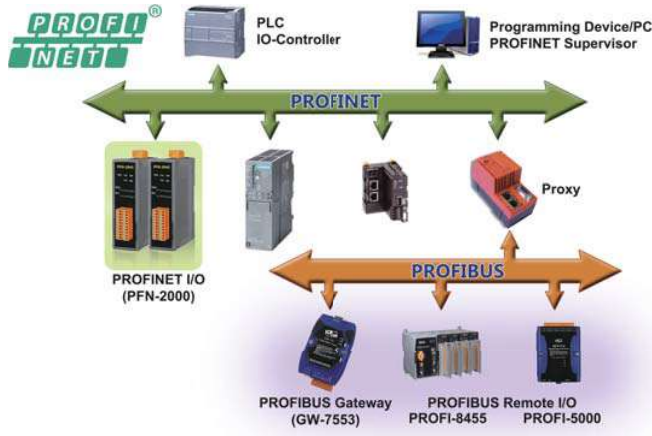 PROFI
NET®
PLC
IO-Controller
Programming Device/PC
PROFINET Supervisor
PROFINET
Proxy
PROFINET I/O
(PFN-2000)
PROFIBUS
PROFIBUS Gateway
(GW-7553)
PROFIBUS Remote I/O
PROFI-8455
PROFI-5000